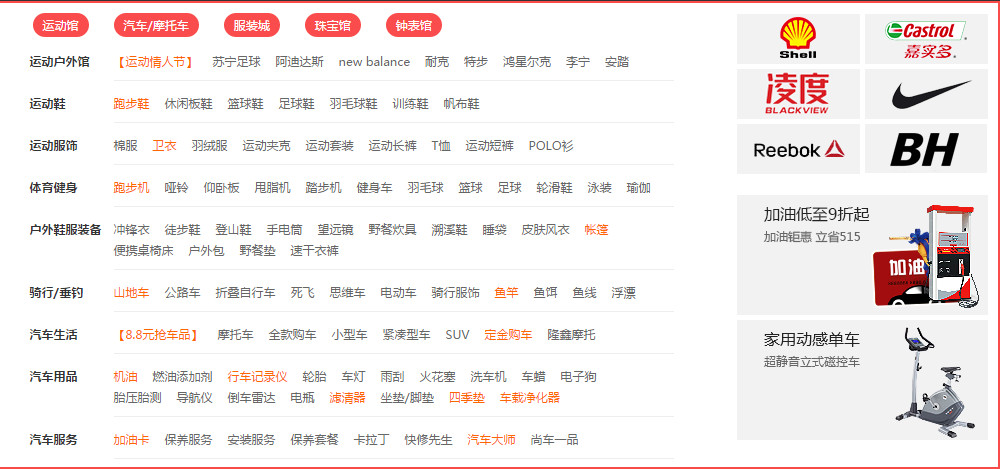 运动馆 汽车/摩托车 服装城 珠宝馆 钟表馆
运动户外馆 【运动情人节】 苏宁足球 阿迪达斯 new balance 耐克 特步 鸿星尔克 李宁 安踏
运动鞋 跑步鞋 休闲板鞋 篮球鞋 足球鞋 羽毛球鞋 训练鞋 帆布鞋
运动服饰 棉服 卫衣 羽绒服 运动夹克 运动套装 运动长裤 T恤 运动短裤 POLO衫
体育健身 跑步机 哑铃 仰卧板 甩脂机 踏步机 健身车 羽毛球 篮球 足球 轮滑鞋 泳装 瑜伽
户外鞋服装备 冲锋衣 徒步鞋 登山鞋 手电筒 望远镜 野餐炊具 溯溪鞋 睡袋 皮肤风衣 帐篷
便携桌椅床 户外包 野餐垫 速干衣裤
骑行/垂钓 山地车 公路车 折叠自行车 死飞 思维车 电动车 骑行服饰 鱼竿 鱼饵 鱼线 浮漂
汽车生活 【8.8元抢车品】 摩托车 全款购车 小型车 紧凑型车 SUV 定金购车 隆鑫摩托
汽车用品 机油 燃油添加剂 行车记录仪 轮胎 车灯 雨刮 火花塞 洗车机 车蜡 电子狗
胎压胎测 导航仪 倒车雷达 电瓶 滤清器 坐垫/脚垫 四季垫 车载净化器
汽车服务 加油卡 保养服务 安装服务 保养套餐 卡拉丁 快修先生 汽车大师 尚车一品
Shell
Castrol
嘉实多
凌度
BLACKVIEW
Reebok
BH
加油低至9折起
加油钜惠 立省515
加油
家用动感单车
超静音立式磁控车